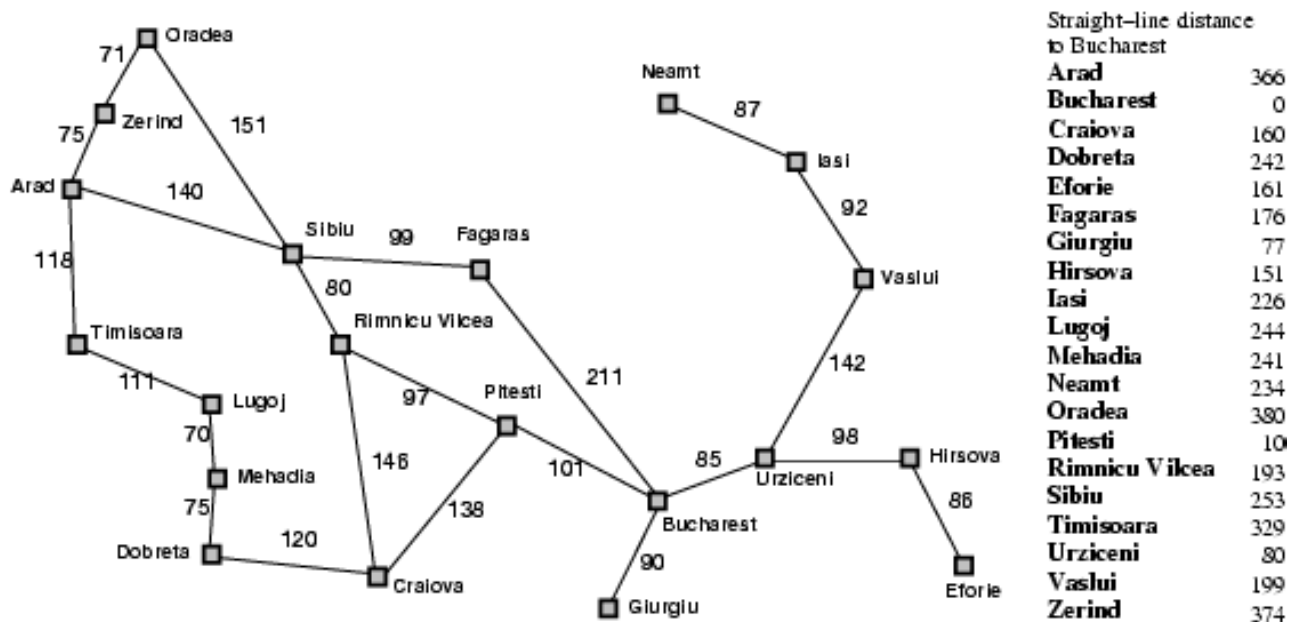 Oradea
71
Neamt
87
Zerind
75
151
Iasi
Arad
140
92
Sibiu
99
Fagaras
118
80
Vaslui
Timisoara
Rimnicu Vilcea
111
211
142
Lugoj
97
Pitesti
70
98
Hirsova
146
101
85
Urziceni
Mehadia
86
75
138
Bucharest
120
Dobreta
90
Craiova
Eforie
Giurgiu
Straight–line distance
to Bucharest
Arad 366
Bucharest 0
Craiova 160
Dobreta 242
Eforie 161
Fagaras 176
Giurgiu 77
Hirsova 151
Iasi 226
Lugoj 244
Mehadia 241
Neamt 234
Oradea 380
Pitesti 10
Rimnicu Vilcea 193
Sibiu 253
Timisoara 329
Urziceni 80
Vaslui 199
Zerind 374